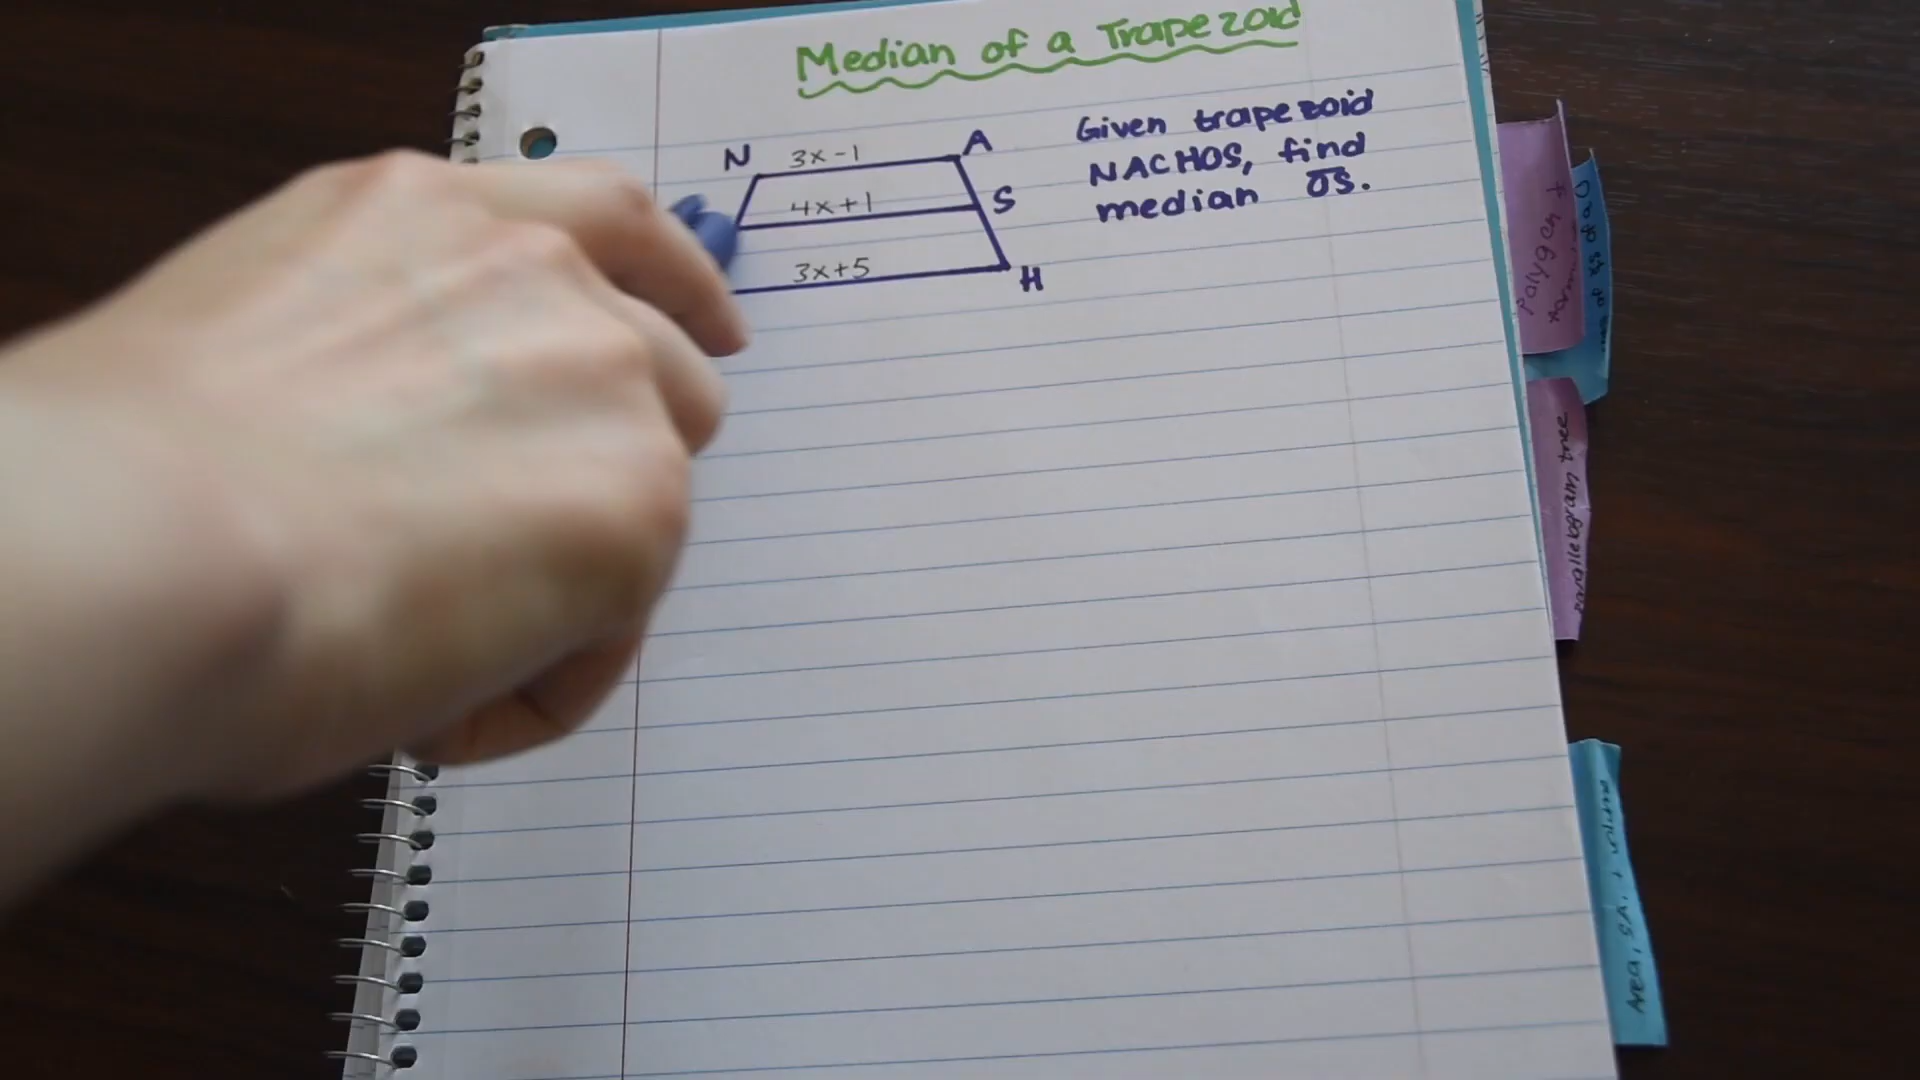 Median of a Trapezoid
N 3x-1 A
4x+1 S
3x+5 H
Given trapezoid
NACHOS, find
median OS.
Polygon
parallelogram tree
Area, SA, + volume